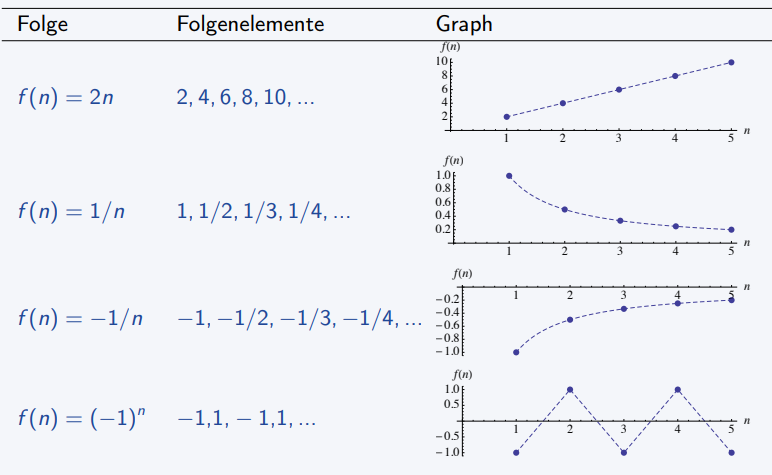 Folge Folgenelemente Graph
f(n) = 2n 2, 4, 6, 8, 10, ...
f(n)
10
8
6
4
2
1 2 3 4 5 n
f(n) = 1/n 1, 1/2, 1/3, 1/4, ...
f(n)
1.0
0.8
0.6
0.4
0.2
1 2 3 4 5 n
f(n) = −1/n −1, −1/2, −1/3, −1/4, ...
f(n)
1 2 3 4 5 n
−0.2
−0.4
−0.6
−0.8
−1.0
f(n) = (−1)ⁿ −1,1, − 1,1, ...
f(n)
1.0
0.5
1 2 3 4 5 n
−0.5
−1.0